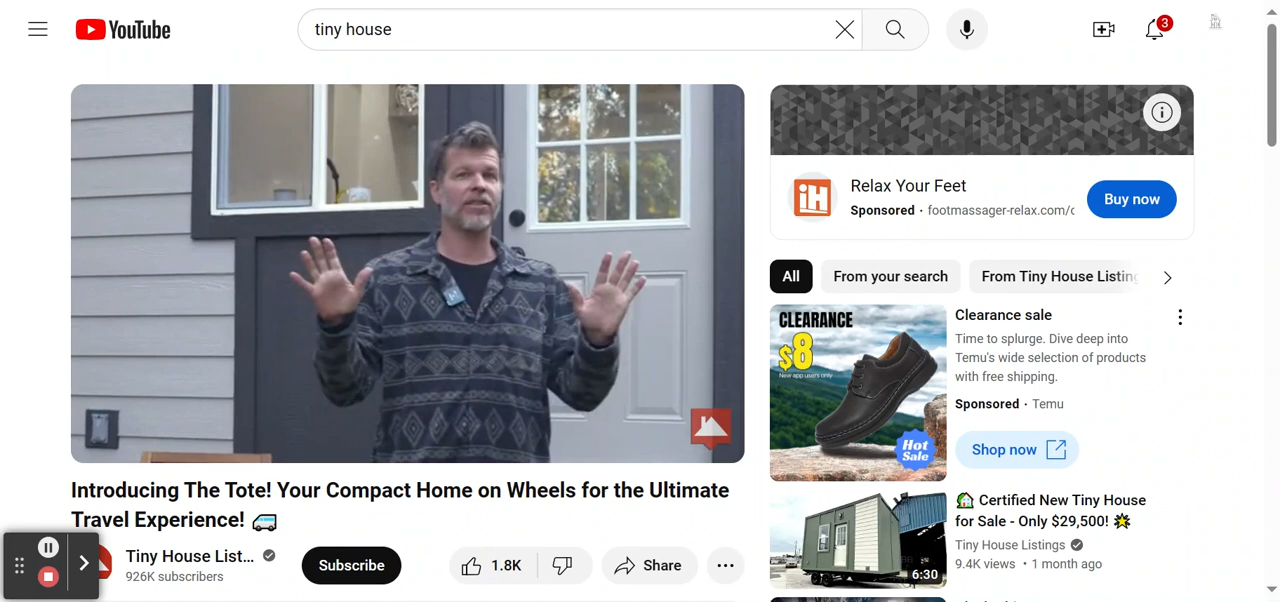 YouTube
tiny house
3
Relax Your Feet
Sponsored · footmassager-relax.com/c
Buy now
All
From your search
From Tiny House Listing
CLEARANCE
$8
New app users only
Hot
Sale
Clearance sale
Time to splurge. Dive deep into
Temu's wide selection of products
with free shipping.
Sponsored · Temu
Shop now
Introducing The Tote! Your Compact Home on Wheels for the Ultimate
Travel Experience! 🚐
Tiny House List...
926K subscribers
Subscribe
1.8K
Share
🏠 Certified New Tiny House
for Sale - Only $29,500! 💥
Tiny House Listings
9.4K views • 1 month ago
6:30